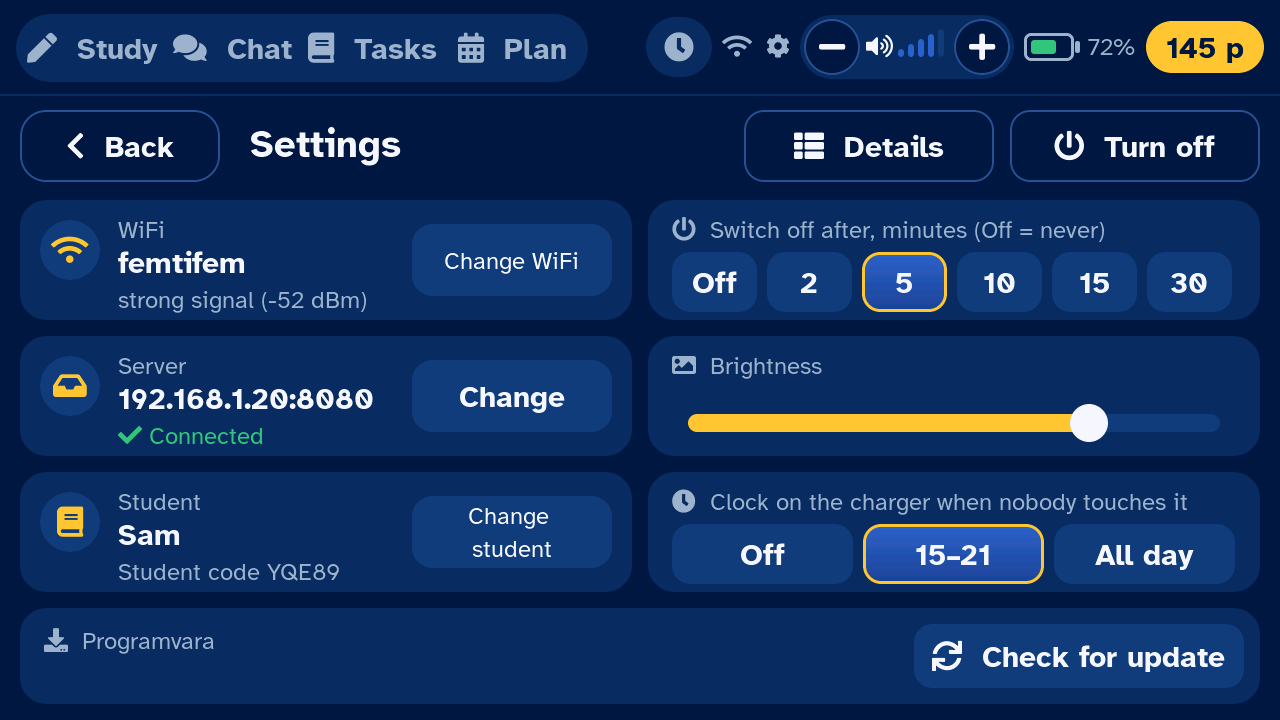 Study Chat Tasks Plan 72% 145 p
Back Settings Details Turn off
WiFi
femtifem
strong signal (-52 dBm)
Change WiFi
Switch off after, minutes (Off = never)
Off 2 5 10 15 30
Server
192.168.1.20:8080
Connected
Change
Brightness
Student
Sam
Student code YQE89
Change
student
Clock on the charger when nobody touches it
Off 15–21 All day
Programvara
Check for update